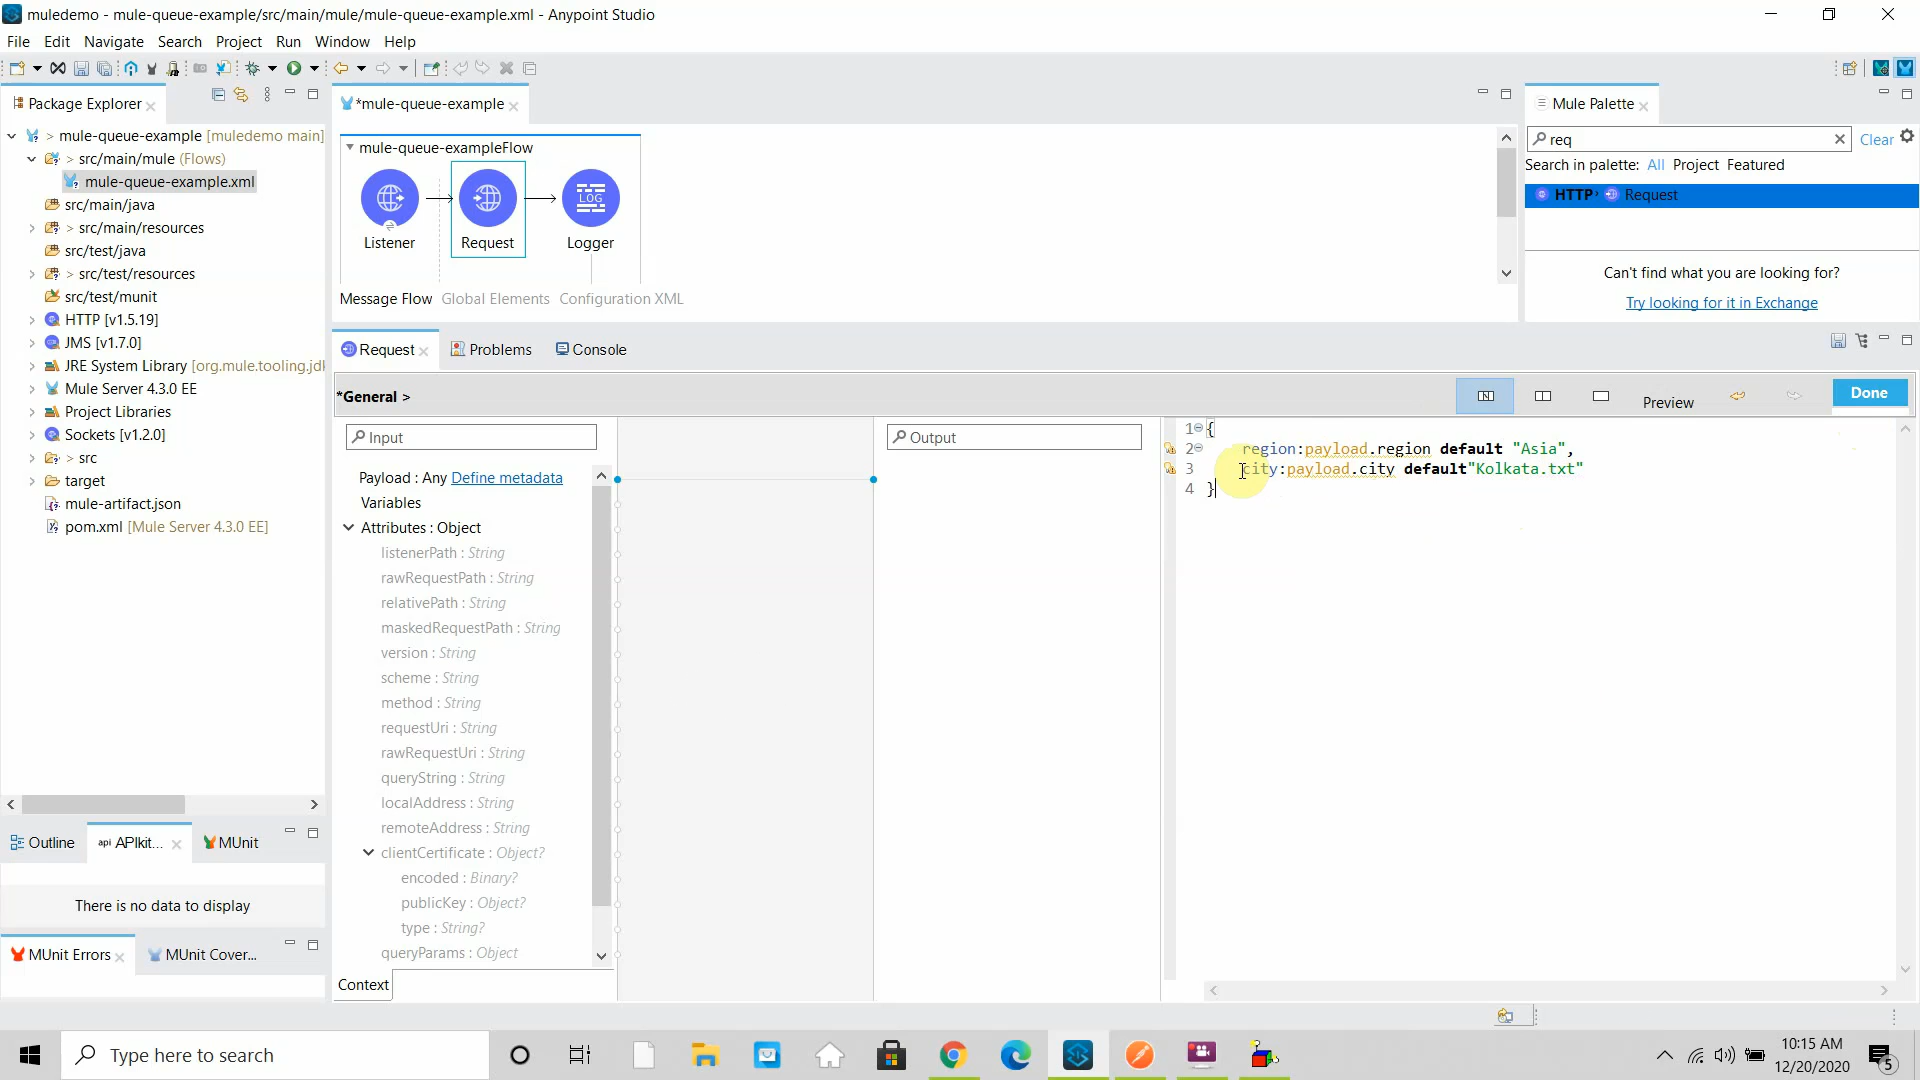 muledemo - mule-queue-example/src/main/mule/mule-queue-example.xml - Anypoint Studio
File Edit Navigate Search Project Run Window Help
Package Explorer
mule-queue-example [muledemo main]
src/main/mule (Flows)
mule-queue-example.xml
src/main/java
src/main/resources
src/test/java
src/test/resources
src/test/munit
HTTP [v1.5.19]
JMS [v1.7.0]
JRE System Library [org.mule.tooling.jd
Mule Server 4.3.0 EE
Project Libraries
Sockets [v1.2.0]
src
target
mule-artifact.json
pom.xml [Mule Server 4.3.0 EE]
Outline
api APIkit...
MUnit
There is no data to display
MUnit Errors
MUnit Cover...
*mule-queue-example
mule-queue-exampleFlow
Listener
Request
LOG
Logger
Message Flow Global Elements Configuration XML
Mule Palette
req
Clear
Search in palette: All Project Featured
HTTP Request
Can't find what you are looking for?
Try looking for it in Exchange
Request
Problems
Console
*General >
Preview
Done
Input
Payload : Any Define metadata
Variables
Attributes : Object
listenerPath : String
rawRequestPath : String
relativePath : String
maskedRequestPath : String
version : String
scheme : String
method : String
requestUri : String
rawRequestUri : String
queryString : String
localAddress : String
remoteAddress : String
clientCertificate : Object?
encoded : Binary?
publicKey : Object?
type : String?
queryParams : Object
Context
Output
1 {
2 region:payload.region default "Asia",
3 city:payload.city default"Kolkata.txt"
4 }
Type here to search
10:15 AM
12/20/2020
5